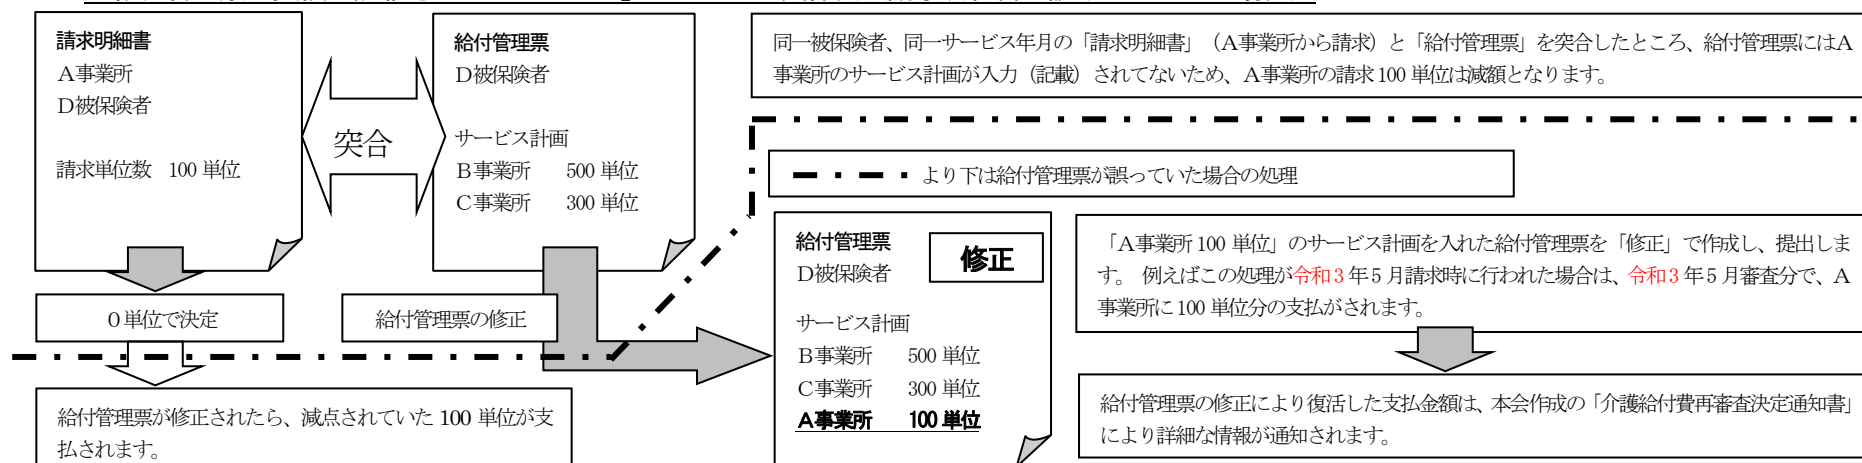 請求明細書
A事業所
D被保険者
請求単位数 100 単位
突合
給付管理票
D被保険者
サービス計画
B事業所 500 単位
C事業所 300 単位
同一被保険者、同一サービス年月の「請求明細書」（A事業所から請求）と「給付管理票」を突合したところ、給付管理票にはA
事業所のサービス計画が入力（記載）されてないため、A事業所の請求 100 単位は減額となります。
より下は給付管理票が誤っていた場合の処理
0単位で決定
給付管理票の修正
給付管理票が修正されたら、減点されていた 100 単位が支
払されます。
給付管理票
D被保険者
修正
サービス計画
B事業所 500 単位
C事業所 300 単位
A事業所 100 単位
「A事業所 100 単位」のサービス計画を入れた給付管理票を「修正」で作成し、提出しま
す。 例えばこの処理が令和3 年5 月請求時に行われた場合は、令和3 年5 月審査分で、A
事業所に 100 単位分の支払がされます。
給付管理票の修正により復活した支払金額は、本会作成の「介護給付費再審査決定通知書」
により詳細な情報が通知されます。